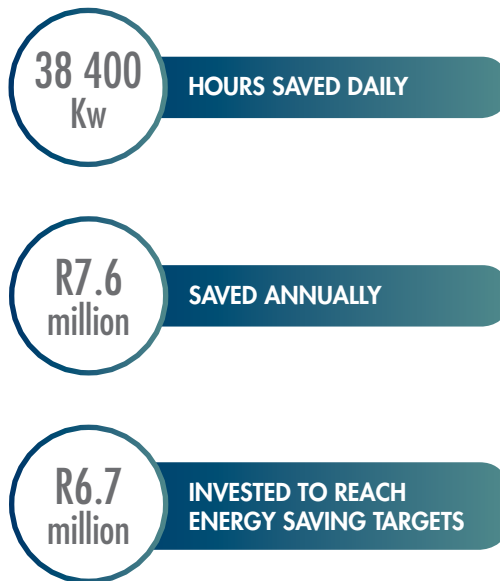 38 400
Kw
HOURS SAVED DAILY
R7.6
million
SAVED ANNUALLY
R6.7
million
INVESTED TO REACH
ENERGY SAVING TARGETS